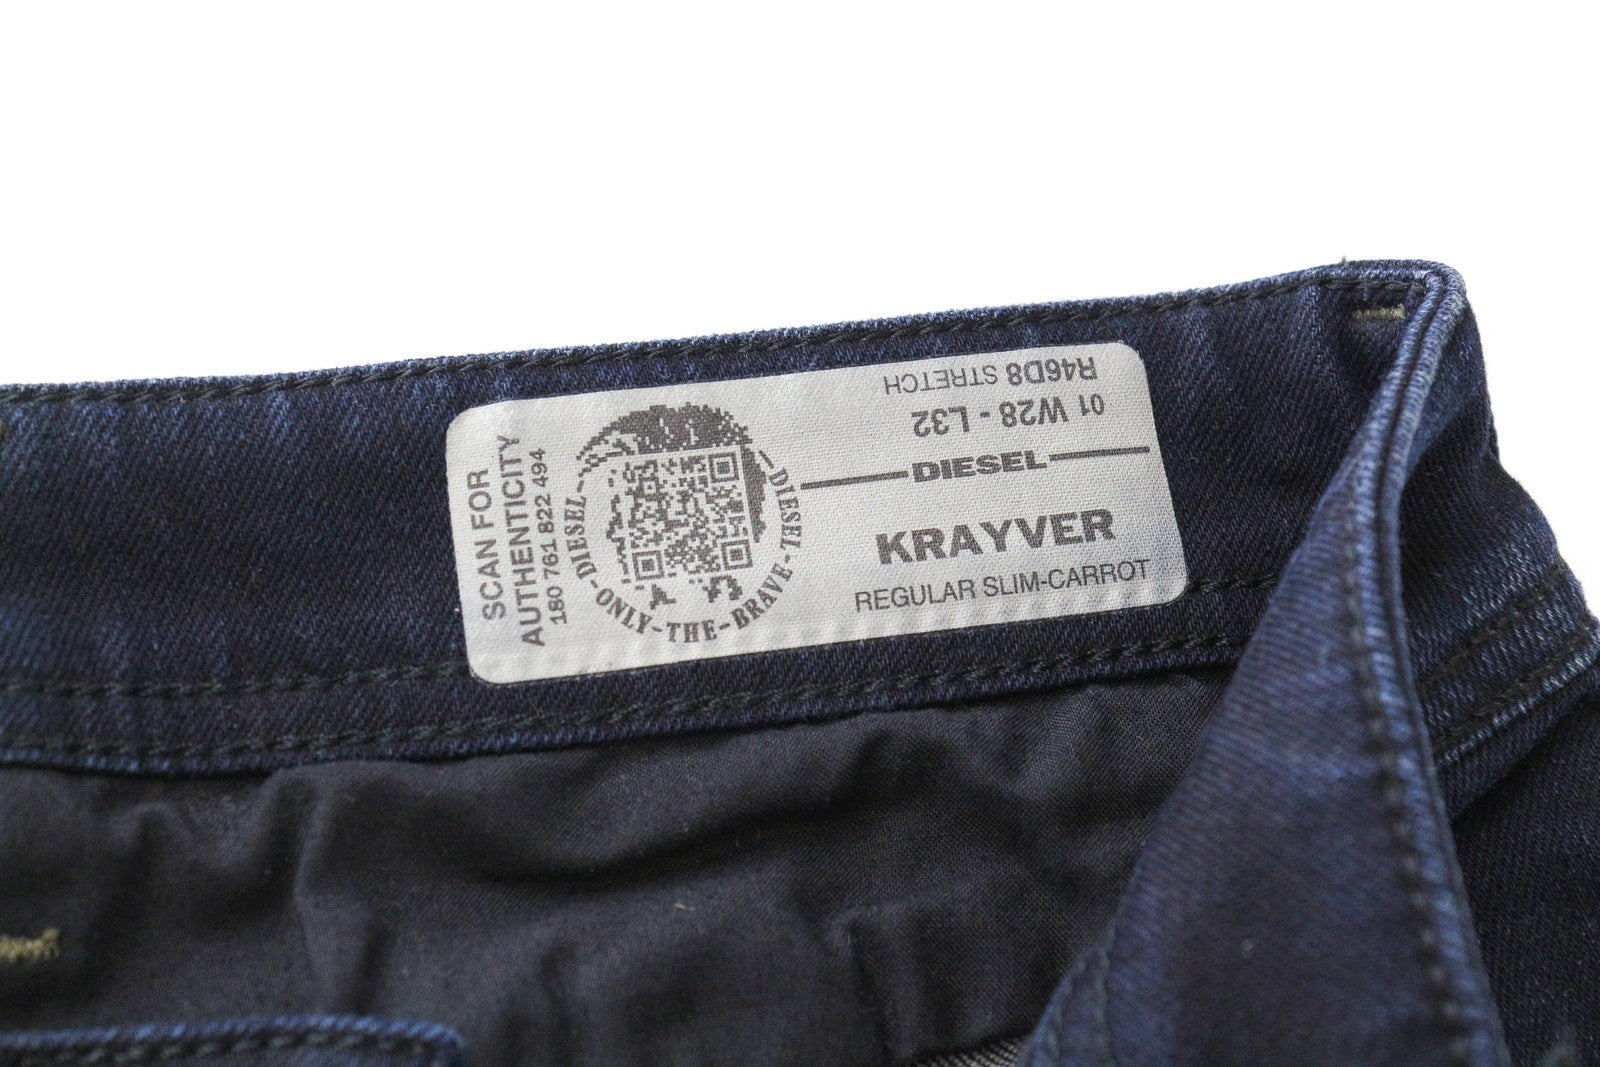 SCAN FOR
AUTHENTICITY
180 761 822 494
DIESEL-ONLY-THE-BRAVE-DIESEL
R46D8 STRETCH
01 W28 - L32
DIESEL
KRAYVER
REGULAR SLIM-CARROT